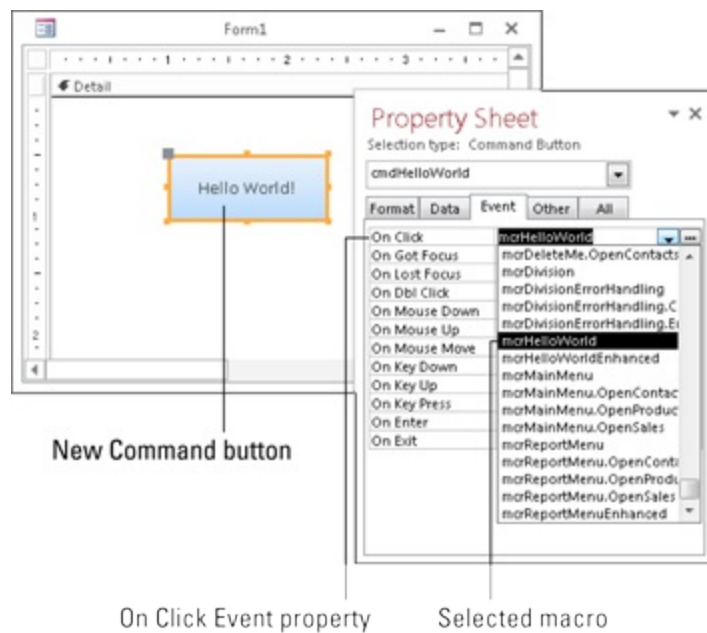 Form1
1 2 3
Detail
Hello World!
2
Property Sheet
Selection type: Command Button
cmdHelloWorld
Format Data Event Other All
On Click mcrHelloWorld
On Got Focus
On Lost Focus
On Dbl Click
On Mouse Down
On Mouse Up
On Mouse Move
On Key Down
On Key Up
On Key Press
On Enter
On Exit
mcrDeleteMe.OpenContacts
mcrDivision
mcrDivisionErrorHandling
mcrDivisionErrorHandling.C
mcrDivisionErrorHandling.E
mcrHelloWorld
mcrHelloWorldEnhanced
mcrMainMenu
mcrMainMenu.OpenContac
mcrMainMenu.OpenProduc
mcrMainMenu.OpenSales
mcrReportMenu
mcrReportMenu.OpenConta
mcrReportMenu.OpenProdu
mcrReportMenu.OpenSales
mcrReportMenuEnhanced
New Command button
On Click Event property
Selected macro